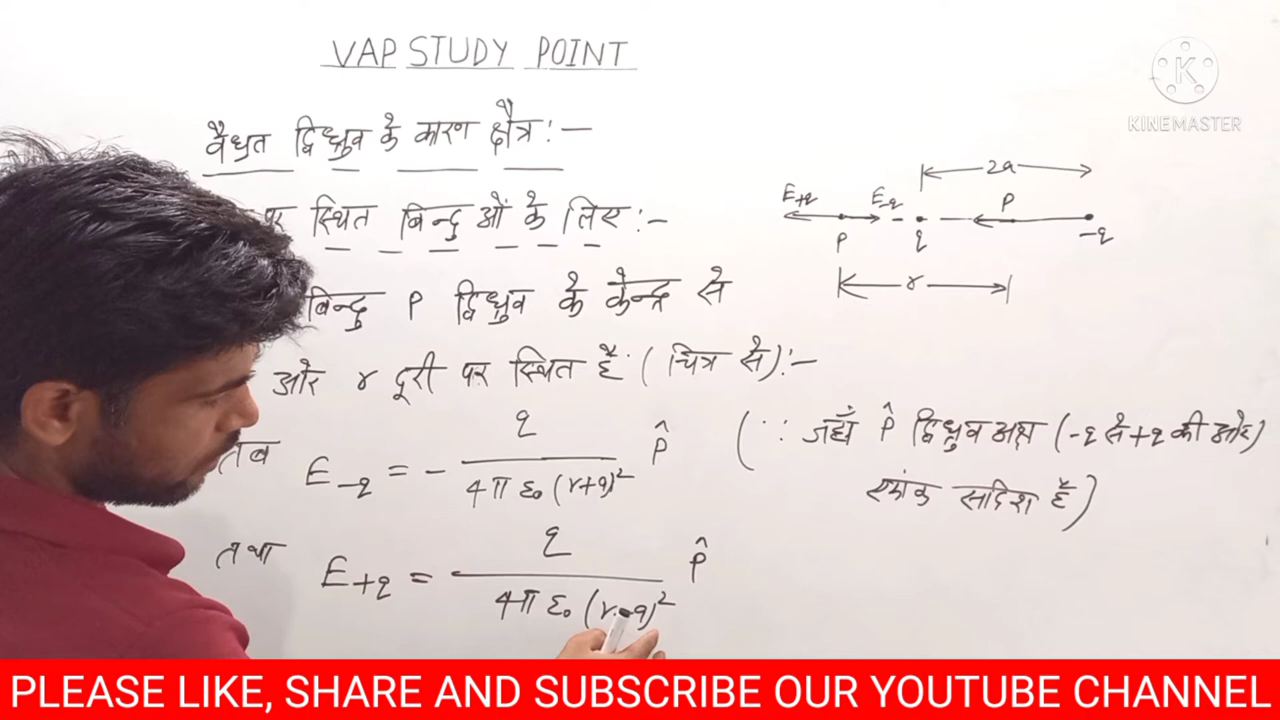 VAP STUDY POINT
KINEMASTER
वैधुत द्विध्रुव के कारण क्षैत्र:-
पर स्थित बिन्दु ओं के लिए:-
बिन्दु P द्विध्रुव के केन्द्र से
और r दूरी पर स्थित हैं (चित्र से):-
तब E-q = - q / 4π ε₀ (r+a)² P̂
(∵ जहाँ P̂ द्विध्रुव अक्ष (-q से +q की ओर)
सदिश है)
तथा E+q = q / 4π ε₀ (r-a)² P̂
2a
E+q E-q P
P q -q
r
PLEASE LIKE, SHARE AND SUBSCRIBE OUR YOUTUBE CHANNEL